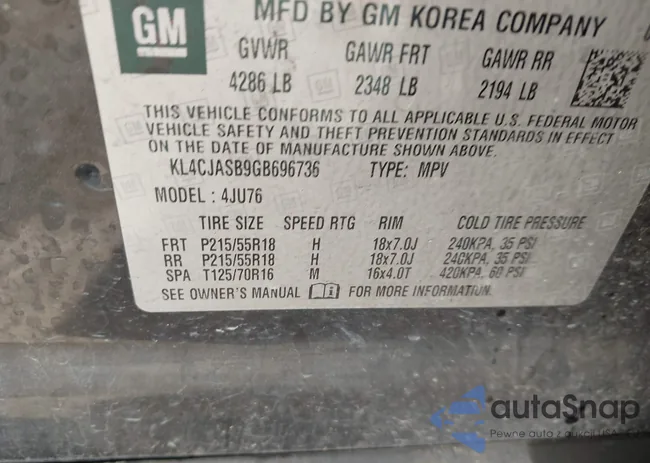 GM
MFD BY GM KOREA COMPANY
GVWR GAWR FRT GAWR RR
4286 LB 2348 LB 2194 LB
THIS VEHICLE CONFORMS TO ALL APPLICABLE U.S. FEDERAL MOTOR
VEHICLE SAFETY AND THEFT PREVENTION STANDARDS IN EFFECT
ON THE DATE OF MANUFACTURE SHOWN ABOVE.
KL4CJASB9GB696736 TYPE: MPV
MODEL : 4JU76
TIRE SIZE SPEED RTG RIM COLD TIRE PRESSURE
FRT P215/55R18 H 18x7.0J 240KPA, 35 PSI
RR P215/55R18 H 18x7.0J 240KPA, 35 PSI
SPA T125/70R16 M 16x4.0T 420KPA, 60 PSI
SEE OWNER'S MANUAL FOR MORE INFORMATION.
autoSnap
Pewne auta z aukcji USA